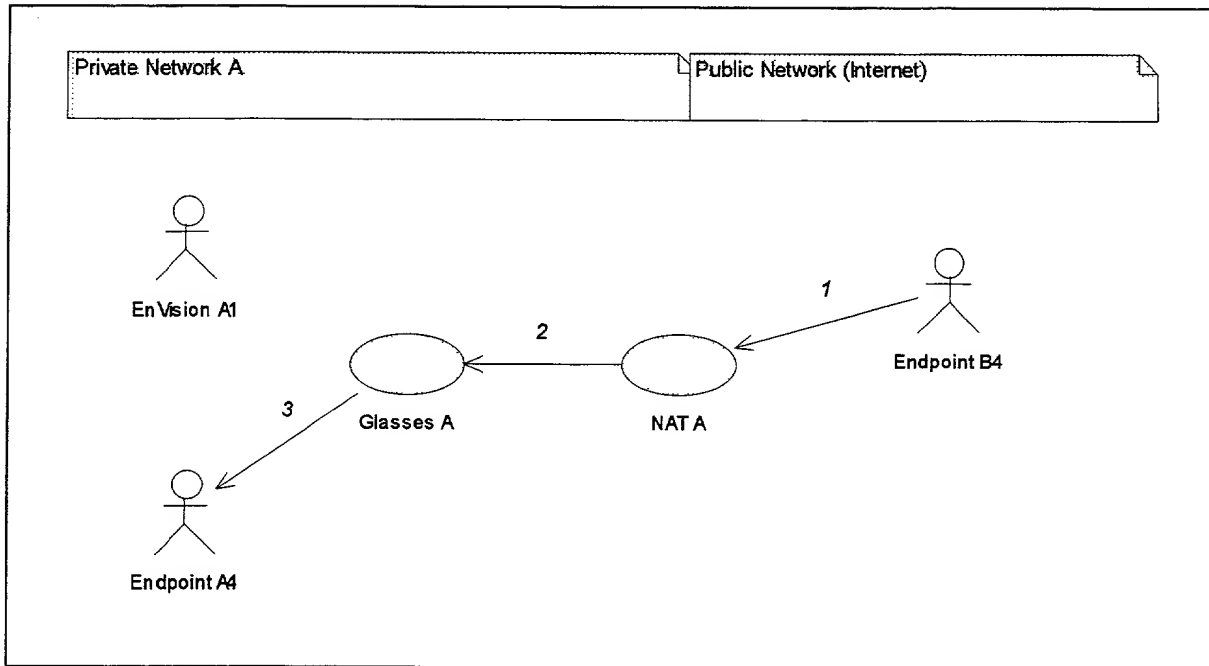 Private Network A
Public Network (Internet)
EnVision A1
1
Endpoint B4
2
Glasses A
NAT A
3
Endpoint A4